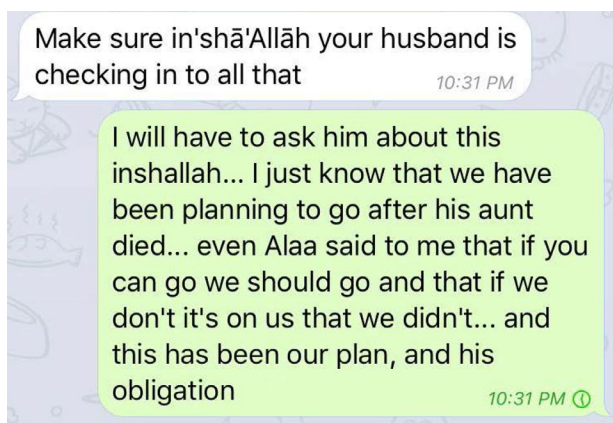 Make sure in'shā'Allāh your husband is
checking in to all that
10:31 PM
I will have to ask him about this
inshallah... I just know that we have
been planning to go after his aunt
died... even Alaa said to me that if you
can go we should go and that if we
don't it's on us that we didn't... and
this has been our plan, and his
obligation
10:31 PM